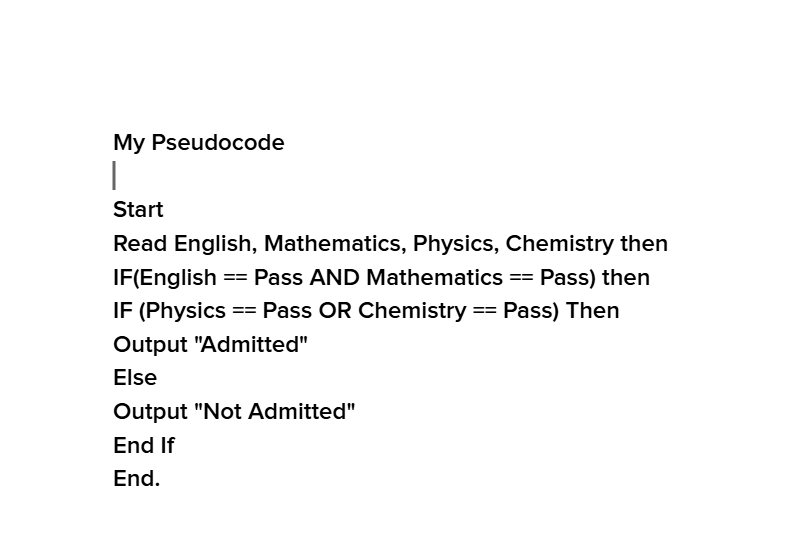 My Pseudocode
Start
Read English, Mathematics, Physics, Chemistry then
IF(English == Pass AND Mathematics == Pass) then
IF (Physics == Pass OR Chemistry == Pass) Then
Output "Admitted"
Else
Output "Not Admitted"
End If
End.